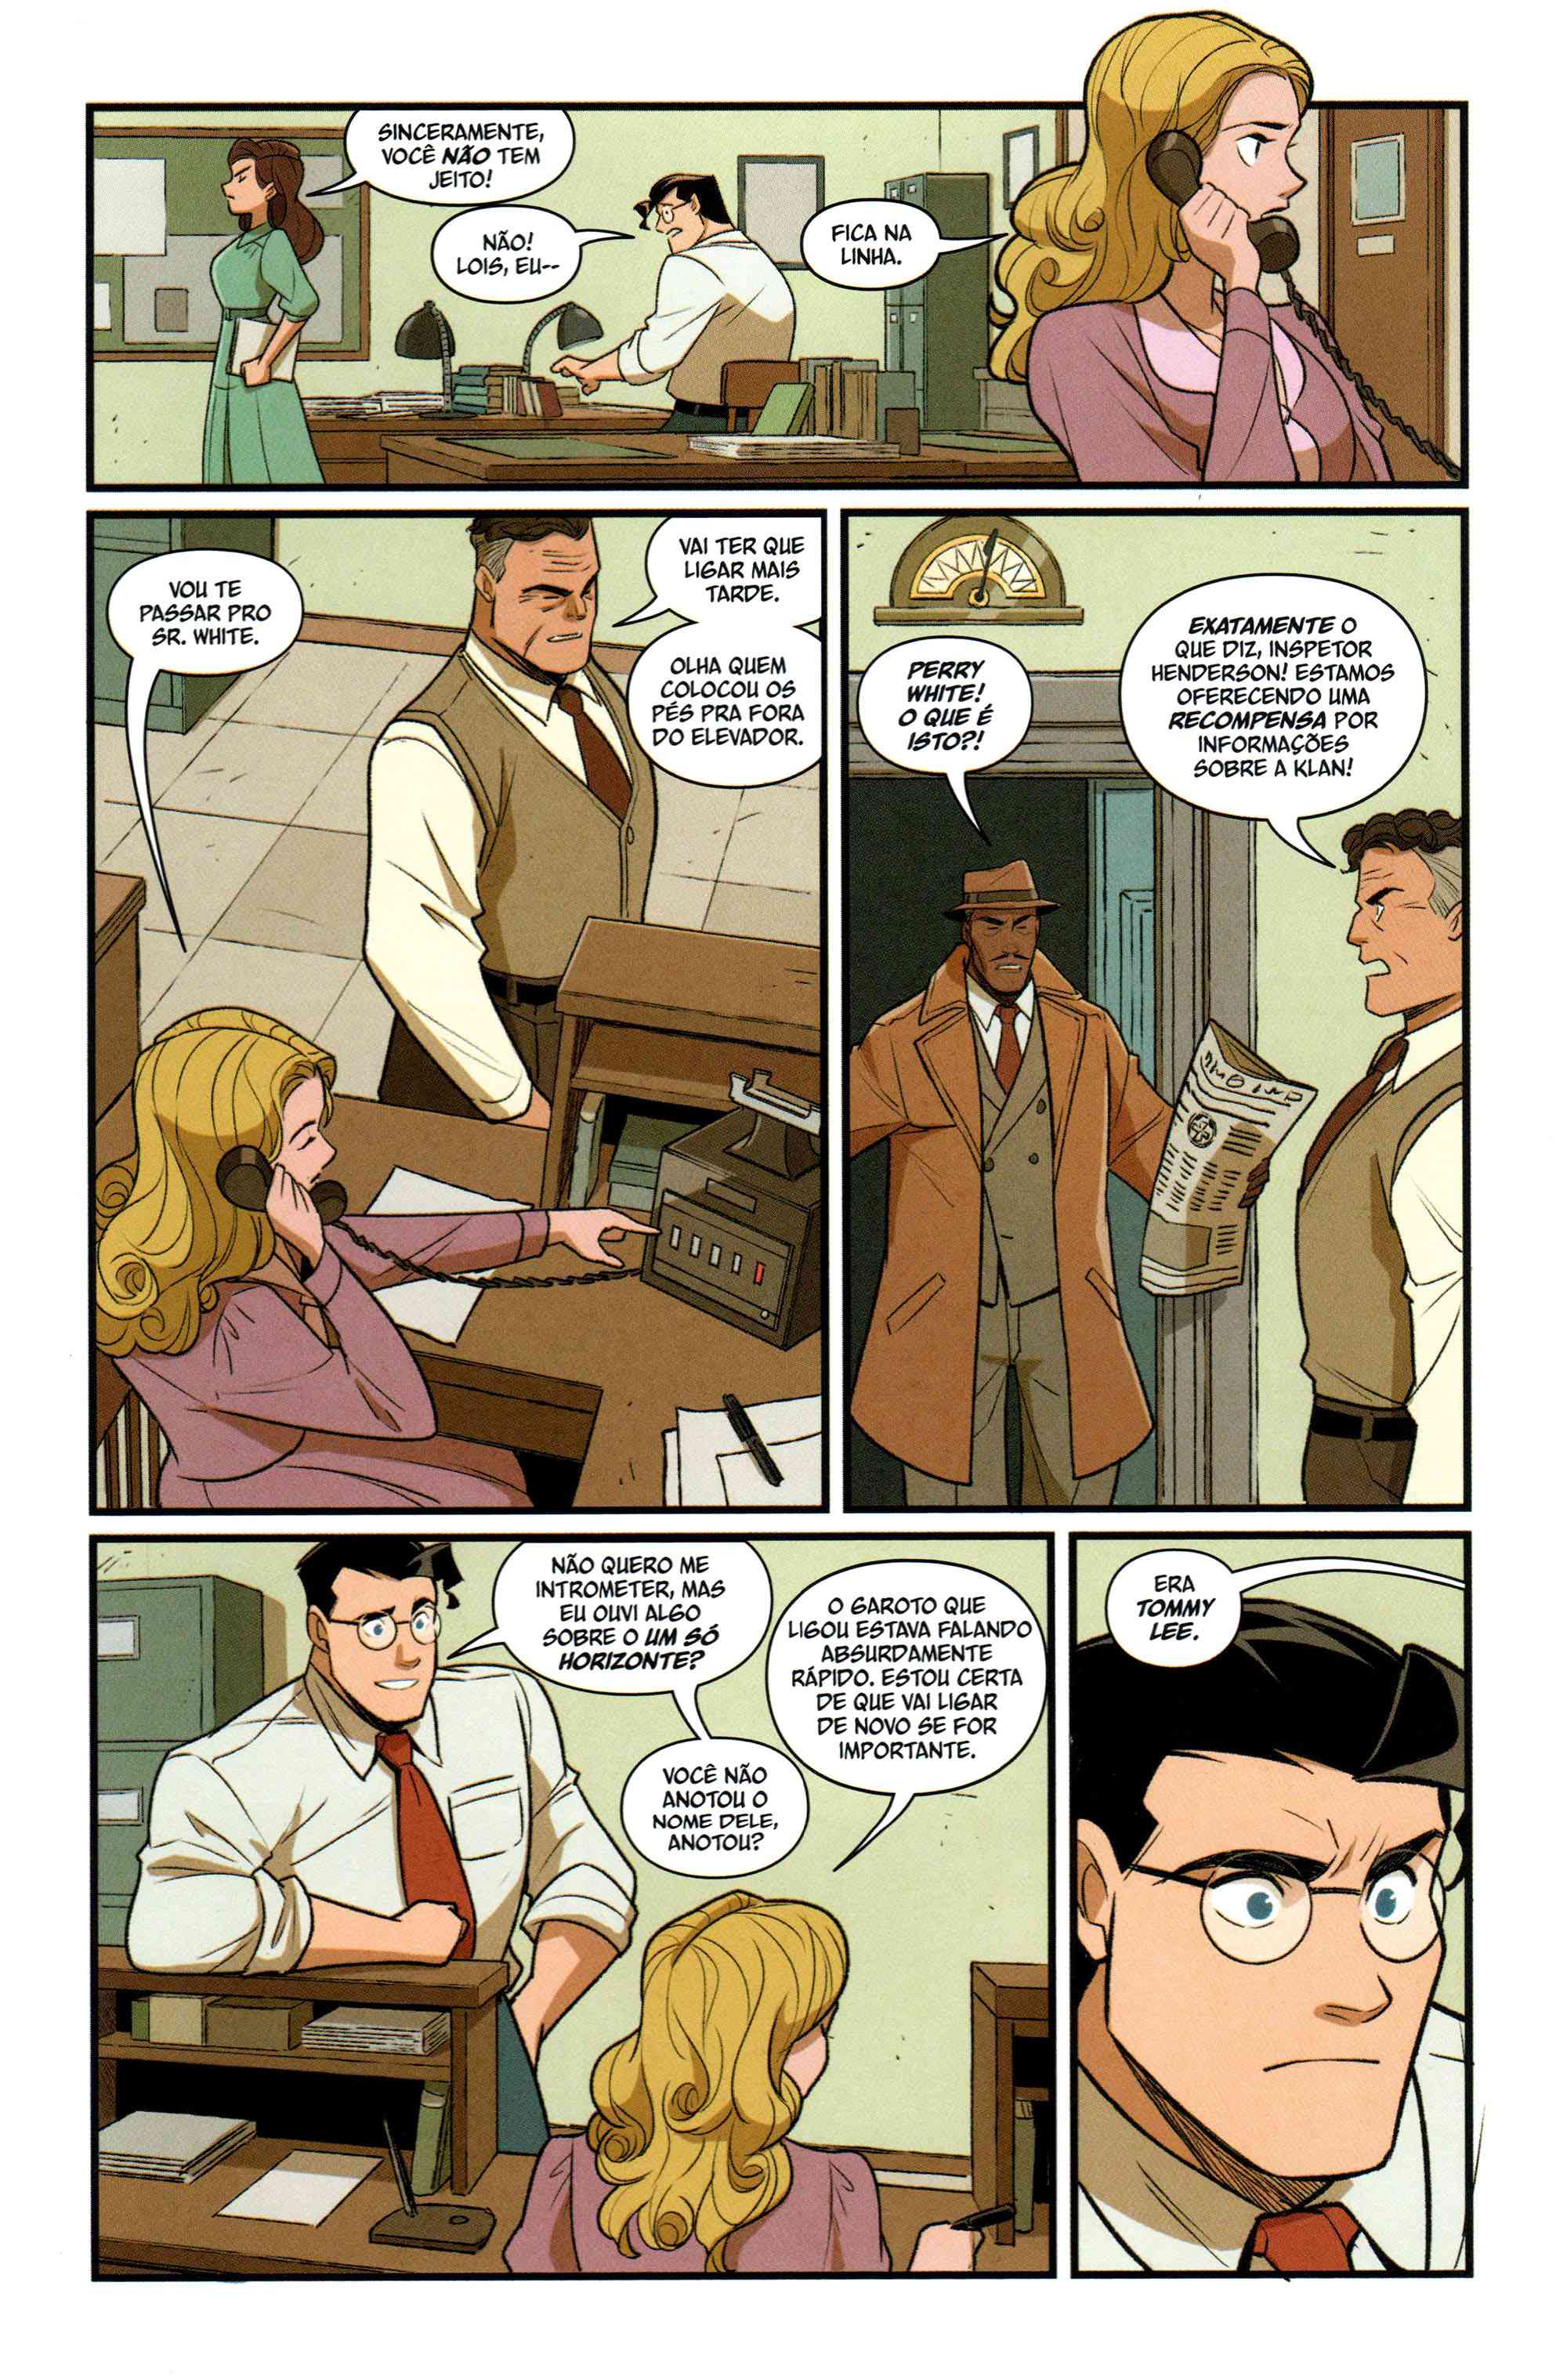 SINCERAMENTE,
VOCÊ NÃO TEM
JEITO!
NÃO!
LOIS, EU--
FICA NA
LINHA.
VOU TE
PASSAR PRO
SR. WHITE.
VAI TER QUE
LIGAR MAIS
TARDE.
OLHA QUEM
COLOCOU OS
PÉS PRA FORA
DO ELEVADOR.
PERRY
WHITE!
O QUE É
ISTO?!
EXATAMENTE O
QUE DIZ, INSPETOR
HENDERSON! ESTAMOS
OFERECENDO UMA
RECOMPENSA POR
INFORMAÇÕES
SOBRE A KLAN!
NÃO QUERO ME
INTROMETER, MAS
EU OUVI ALGO
SOBRE O UM SÓ
HORIZONTE?
VOCÊ NÃO
ANOTOU O
NOME DELE,
ANOTOU?
O GAROTO QUE
LIGOU ESTAVA FALANDO
ABSURDAMENTE
RÁPIDO. ESTOU CERTA
DE QUE VAI LIGAR
DE NOVO SE FOR
IMPORTANTE.
ERA
TOMMY
LEE.